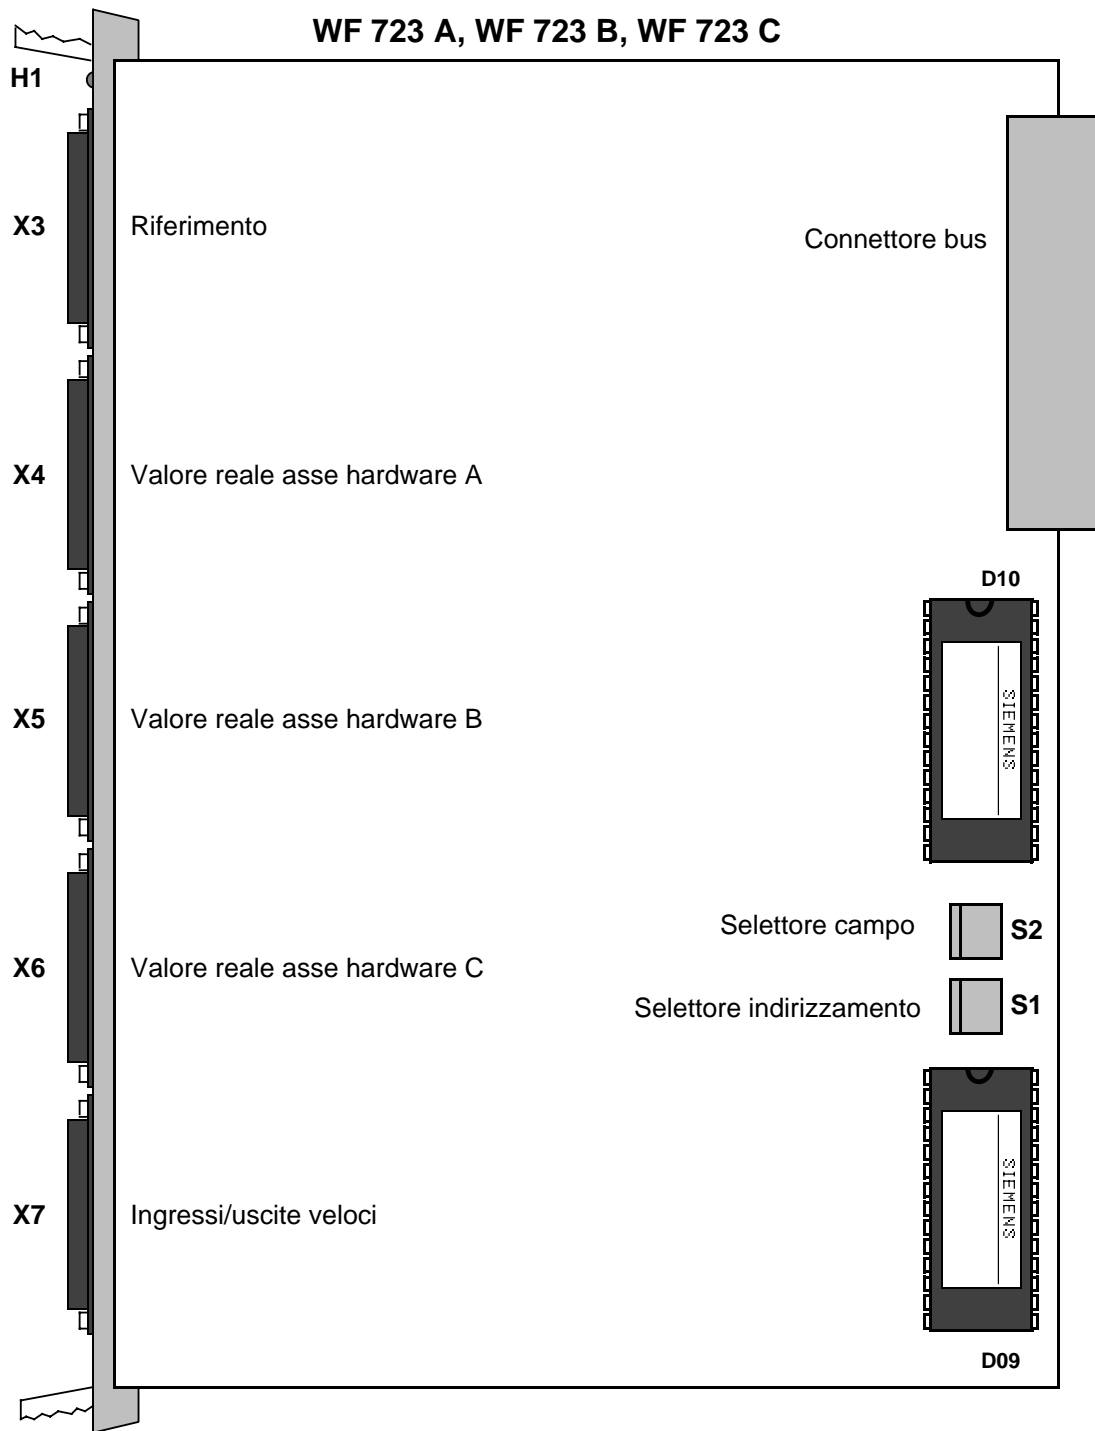 WF 723 A, WF 723 B, WF 723 C
H1
X3 Riferimento
Connettore bus
X4 Valore reale asse hardware A
D10
SIEMENS
X5 Valore reale asse hardware B
Selettore campo S2
X6 Valore reale asse hardware C
Selettore indirizzamento S1
SIEMENS
X7 Ingressi/uscite veloci
D09